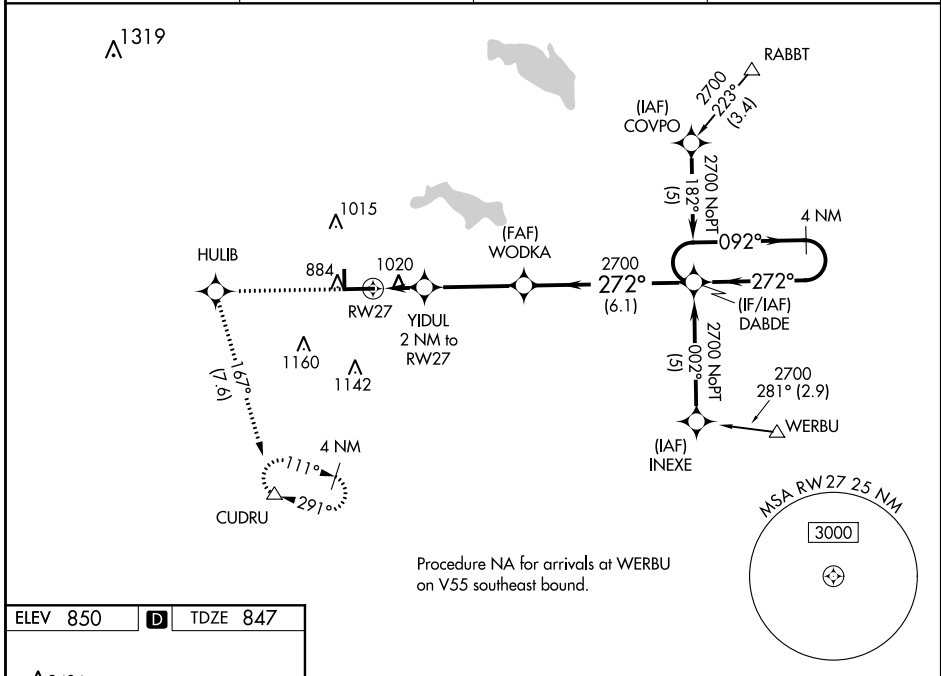 1319
RABBT
2700
223°
(3.4)
(IAF)
COVPO
2700 NoPT
182°
(5)
4 NM
092°
1015
(FAF)
WODKA
HULIB
884
1020
2700
272°
(6.1)
272°
RW27
(IF/IAF)
DABDE
YIDUL
2 NM to
RW27
1160
1142
2700 NoPT
002°
(5)
2700
281° (2.9)
167°
(7.6)
WERBU
4 NM
111°
291°
(IAF)
INEXE
CUDRU
MSA RW 27 25 NM
3000
Procedure NA for arrivals at WERBU
on V55 southeast bound.
ELEV 850 D TDZE 847